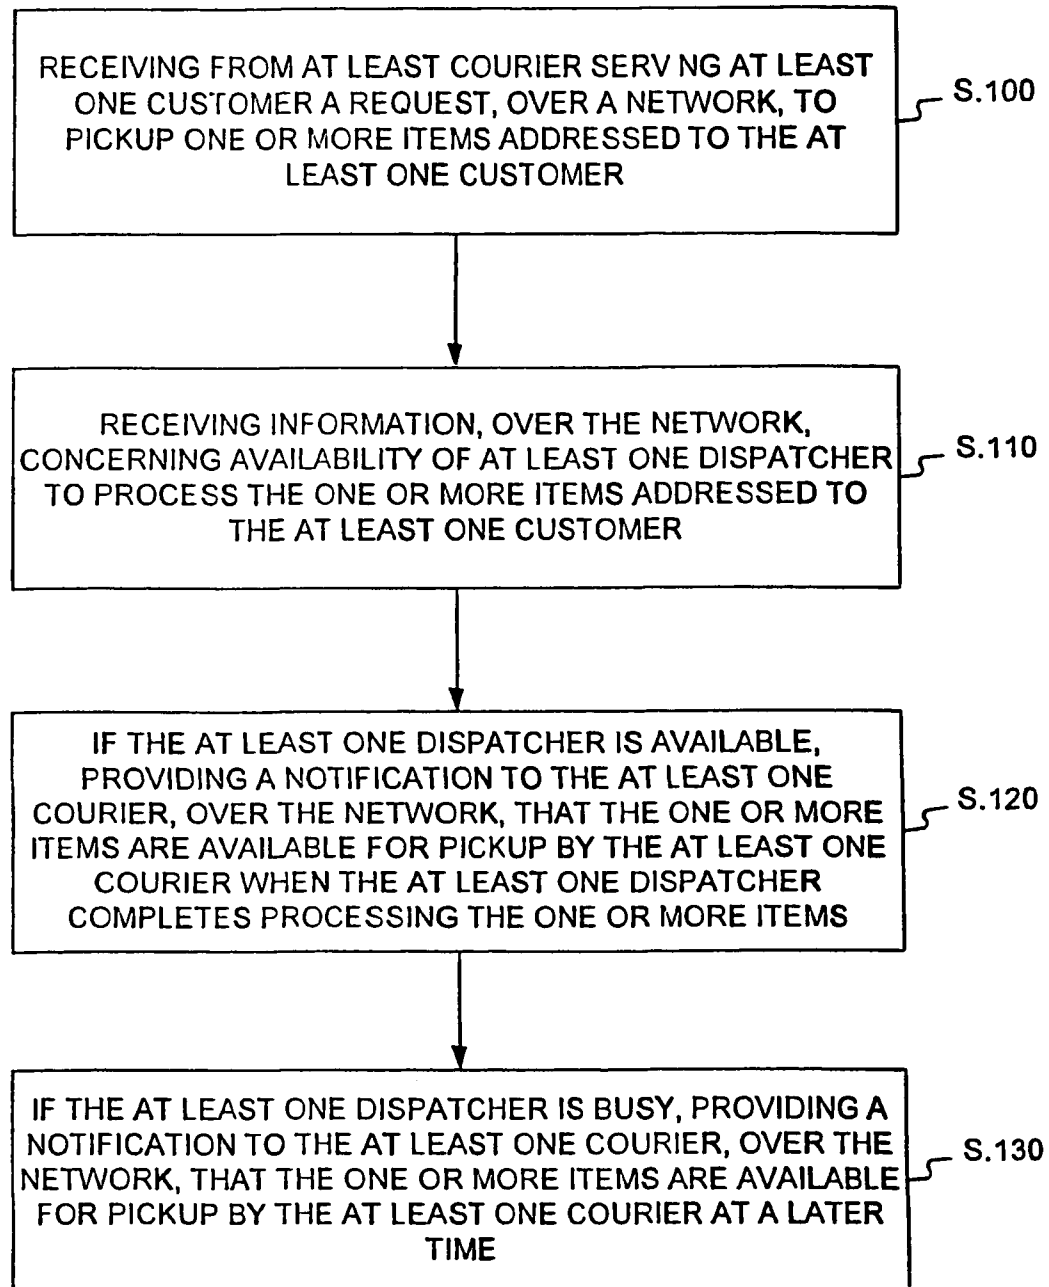 RECEIVING FROM AT LEAST COURIER SERV NG AT LEAST
ONE CUSTOMER A REQUEST, OVER A NETWORK, TO
PICKUP ONE OR MORE ITEMS ADDRESSED TO THE AT
LEAST ONE CUSTOMER
S.100
RECEIVING INFORMATION, OVER THE NETWORK,
CONCERNING AVAILABILITY OF AT LEAST ONE DISPATCHER
TO PROCESS THE ONE OR MORE ITEMS ADDRESSED TO
THE AT LEAST ONE CUSTOMER
S.110
IF THE AT LEAST ONE DISPATCHER IS AVAILABLE,
PROVIDING A NOTIFICATION TO THE AT LEAST ONE
COURIER, OVER THE NETWORK, THAT THE ONE OR MORE
ITEMS ARE AVAILABLE FOR PICKUP BY THE AT LEAST ONE
COURIER WHEN THE AT LEAST ONE DISPATCHER
COMPLETES PROCESSING THE ONE OR MORE ITEMS
S.120
IF THE AT LEAST ONE DISPATCHER IS BUSY, PROVIDING A
NOTIFICATION TO THE AT LEAST ONE COURIER, OVER THE
NETWORK, THAT THE ONE OR MORE ITEMS ARE AVAILABLE
FOR PICKUP BY THE AT LEAST ONE COURIER AT A LATER
TIME
S.130